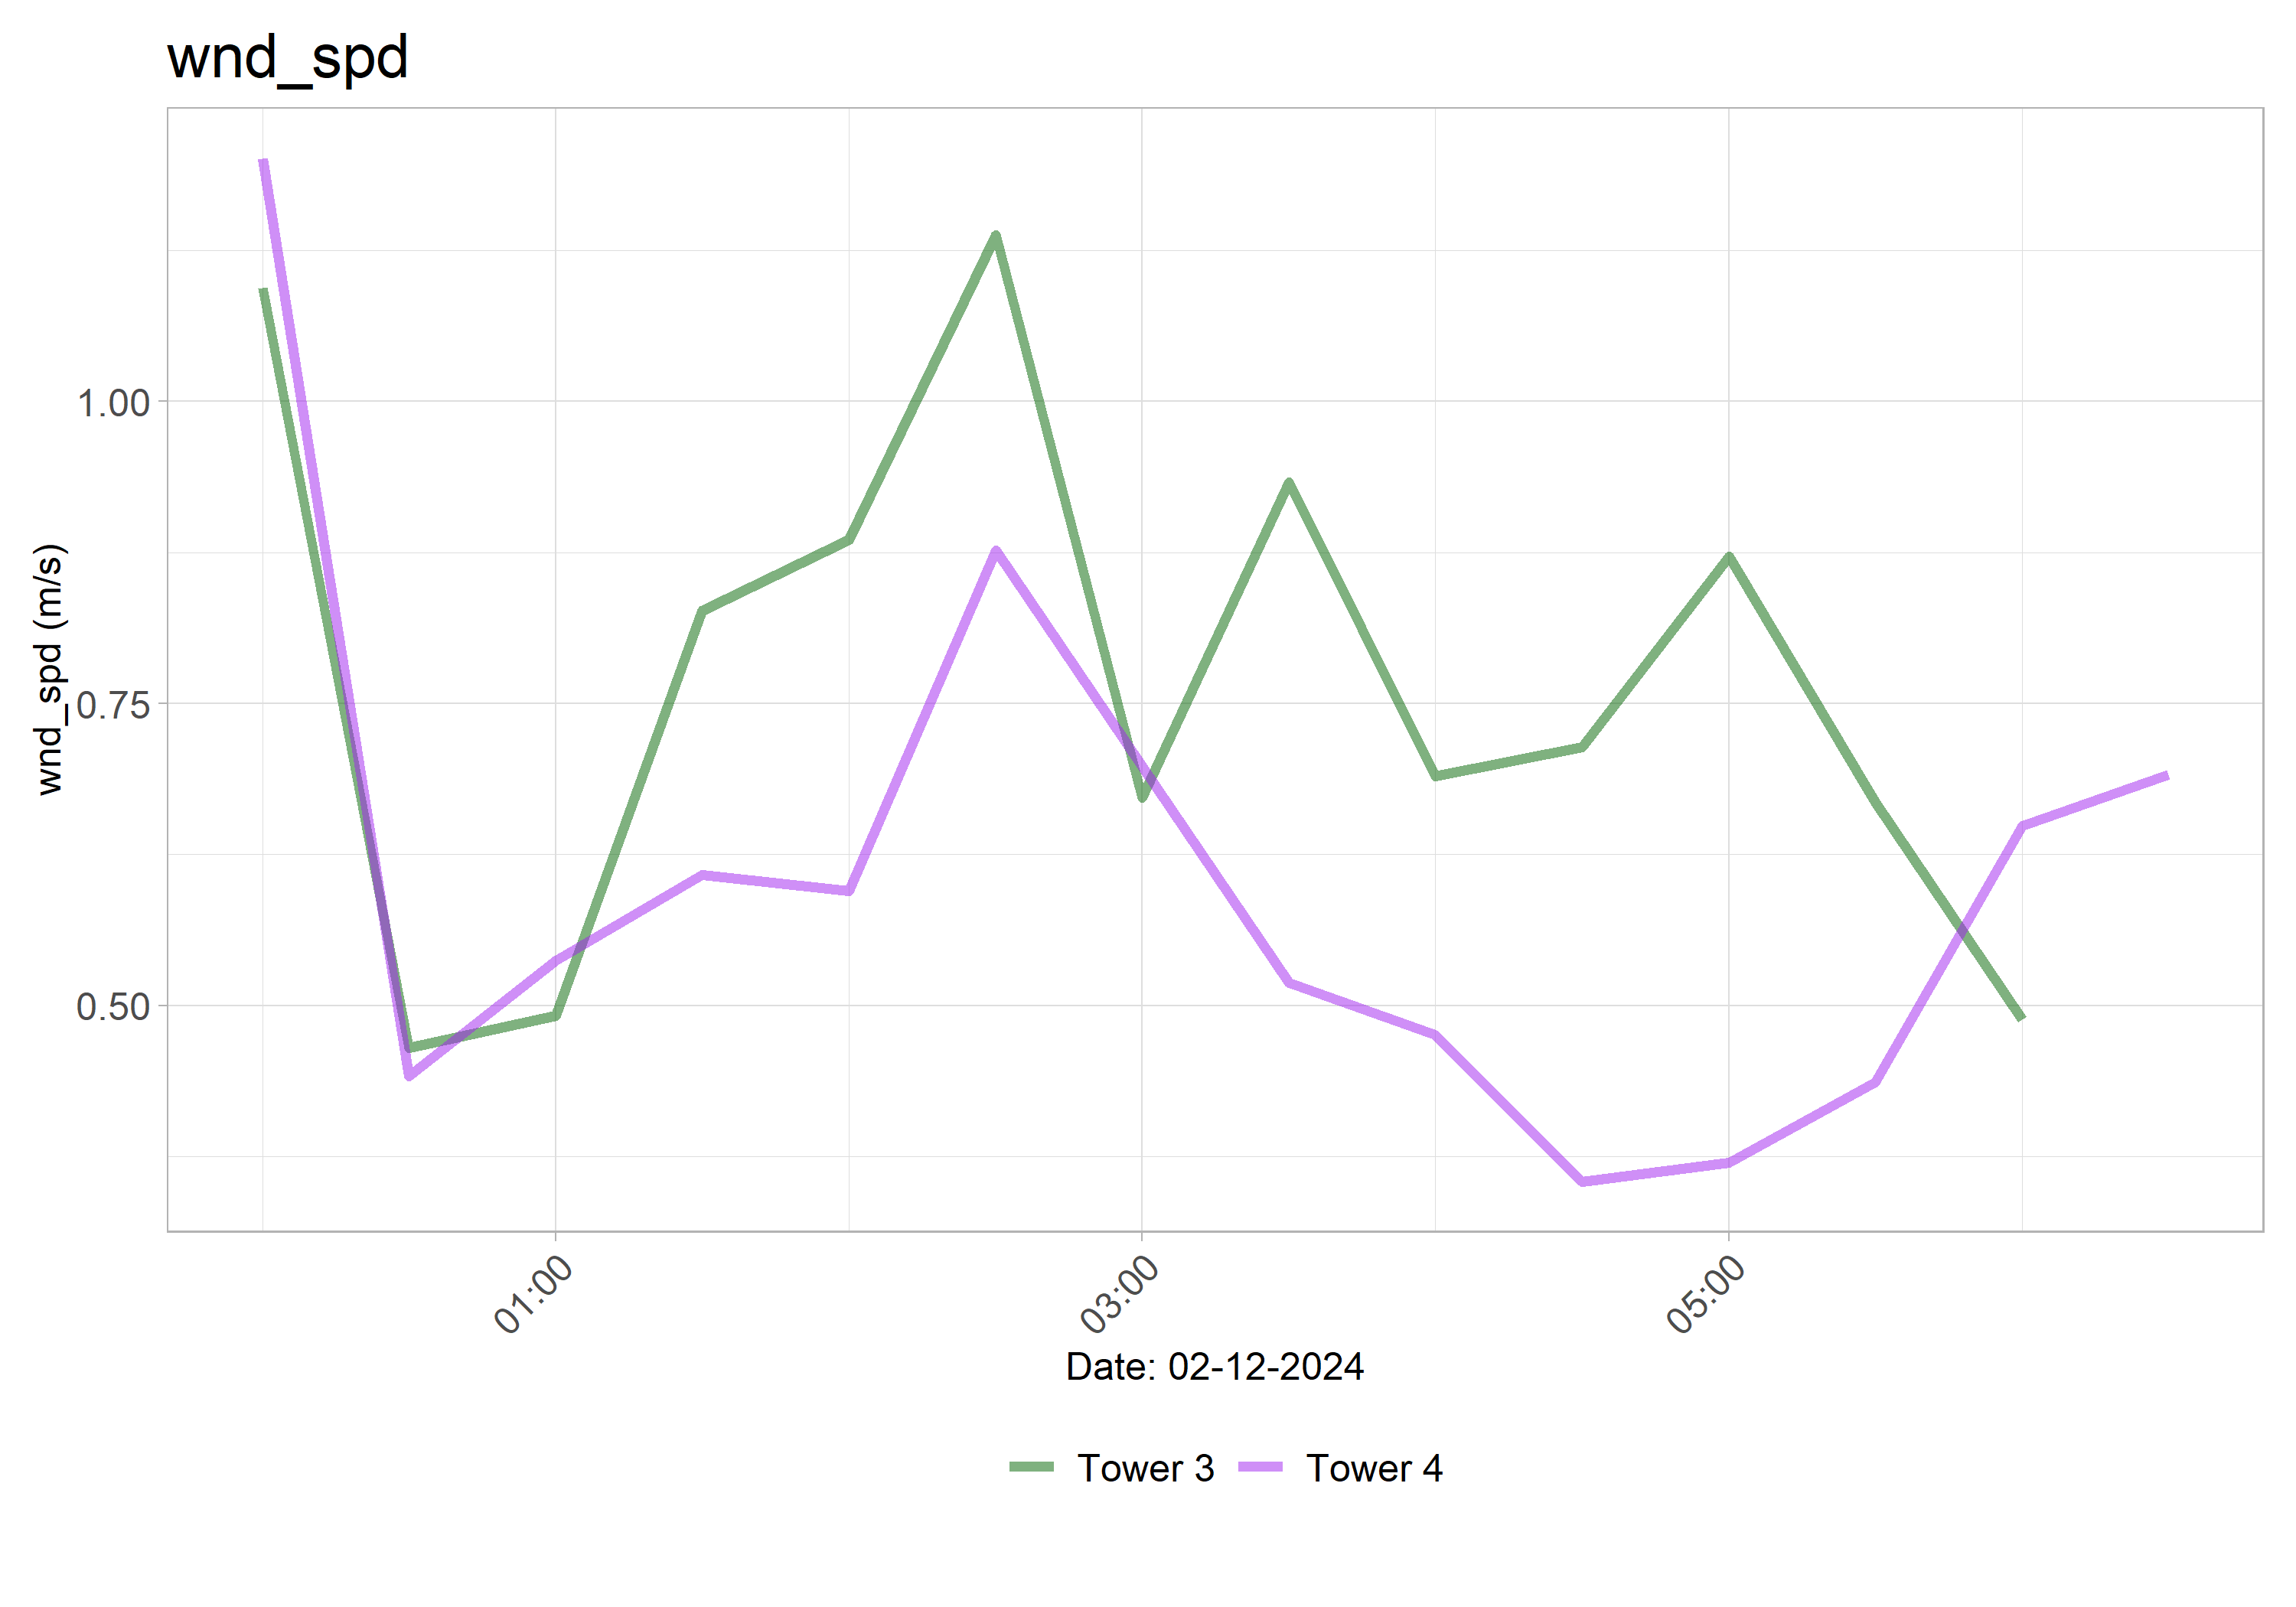 wnd_spd
wnd_spd (m/s)
1.00
0.75
0.50
01:00
03:00
05:00
Date: 02-12-2024
Tower 3
Tower 4